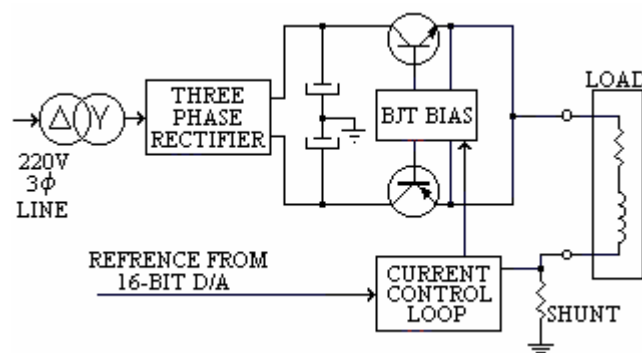 THREE
PHASE
RECTIFIER
BJT BIAS
LOAD
Δ Y
220V
3ϕ
LINE
REFRENCE FROM
16-BIT D/A
CURRENT
CONTROL
LOOP
SHUNT